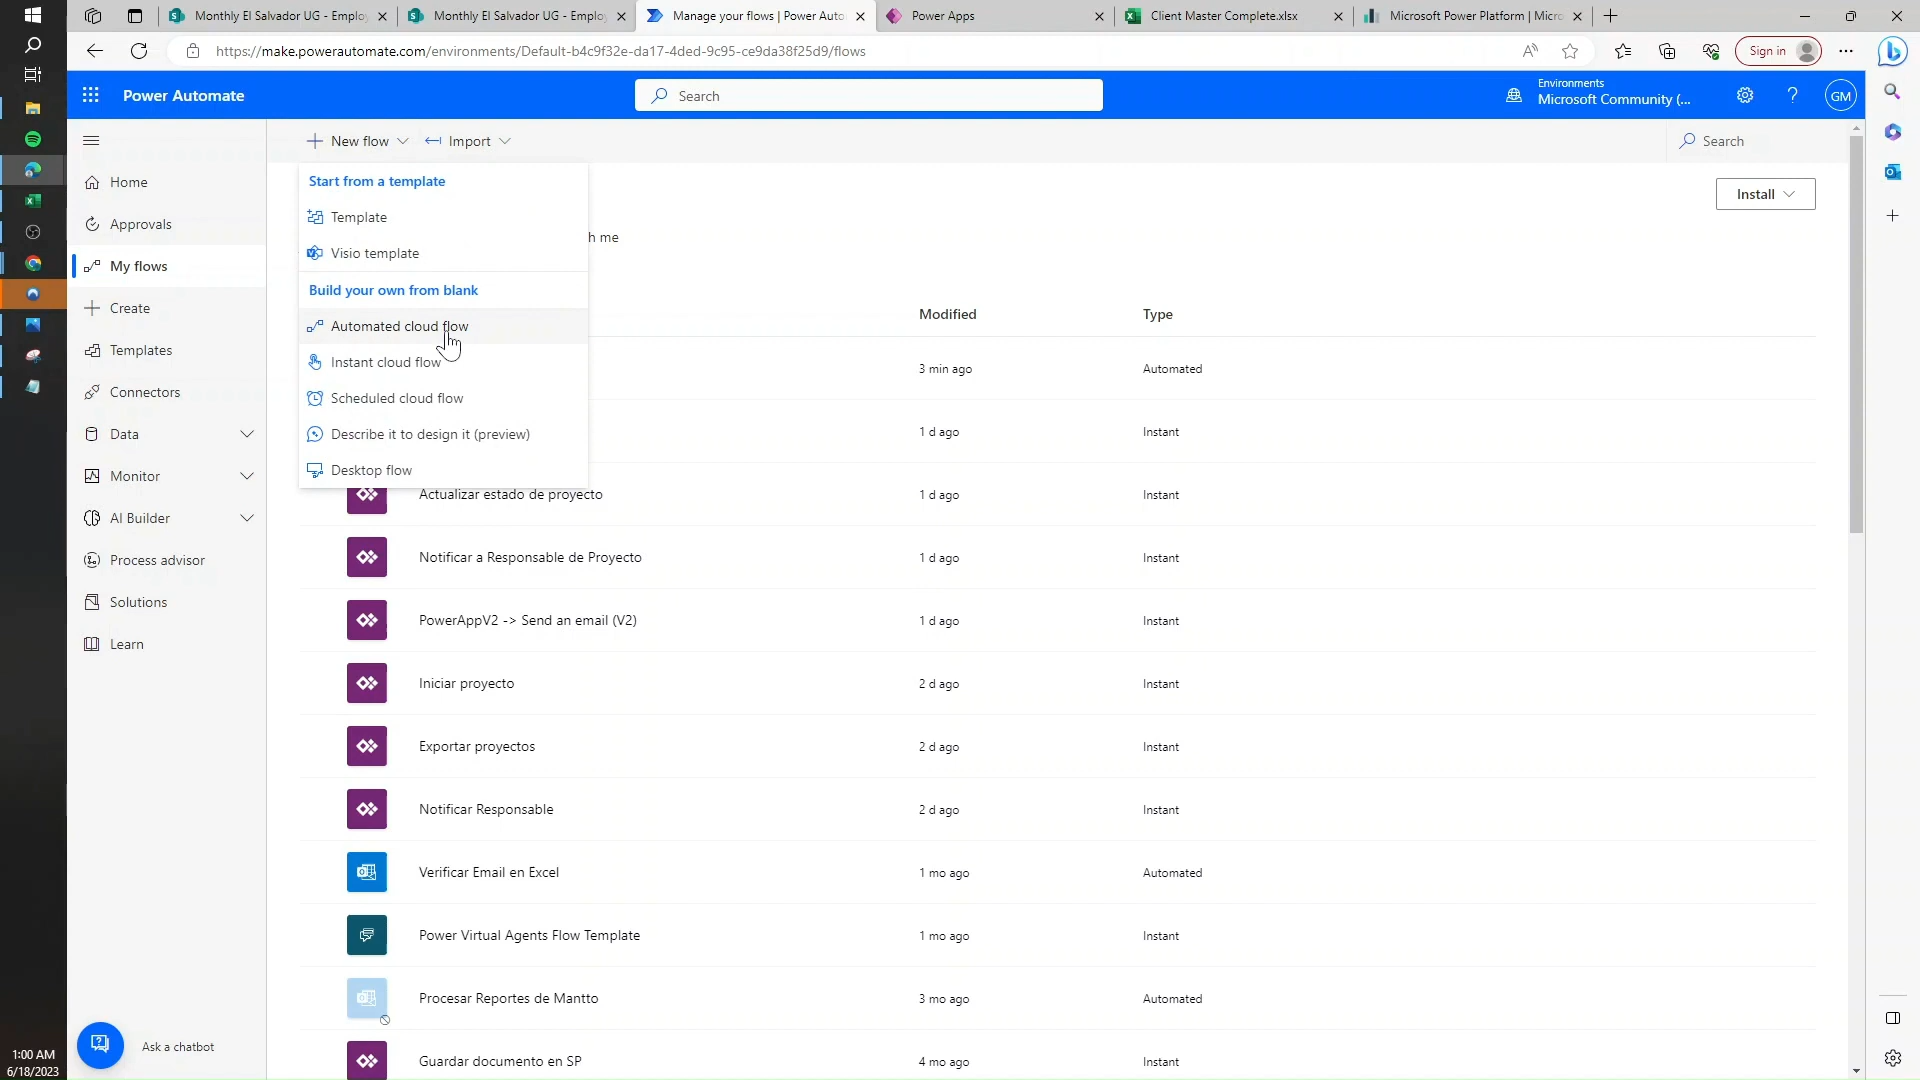 Monthly El Salvador UG - Employ
Monthly El Salvador UG - Employ
Manage your flows | Power Auto
Power Apps
Client Master Complete.xlsx
Microsoft Power Platform | Micro
https://make.powerautomate.com/environments/Default-b4c9f32e-da17-4ded-9c95-ce9da38f25d9/flows
Sign in
Power Automate
Search
Environments
Microsoft Community (...
GM
New flow
Import
Search
Start from a template
Template
Visio template
Build your own from blank
Automated cloud flow
Instant cloud flow
Scheduled cloud flow
Describe it to design it (preview)
Desktop flow
Install
h me
Home
Approvals
My flows
Create
Templates
Connectors
Data
Monitor
AI Builder
Process advisor
Solutions
Learn
Modified Type
3 min ago Automated
1 d ago Instant
Actualizar estado de proyecto 1 d ago Instant
Notificar a Responsable de Proyecto 1 d ago Instant
PowerAppV2 -> Send an email (V2) 1 d ago Instant
Iniciar proyecto 2 d ago Instant
Exportar proyectos 2 d ago Instant
Notificar Responsable 2 d ago Instant
Verificar Email en Excel 1 mo ago Automated
Power Virtual Agents Flow Template 1 mo ago Instant
Procesar Reportes de Mantto 3 mo ago Automated
Guardar documento en SP 4 mo ago Instant
Ask a chatbot
1:00 AM
6/18/2023